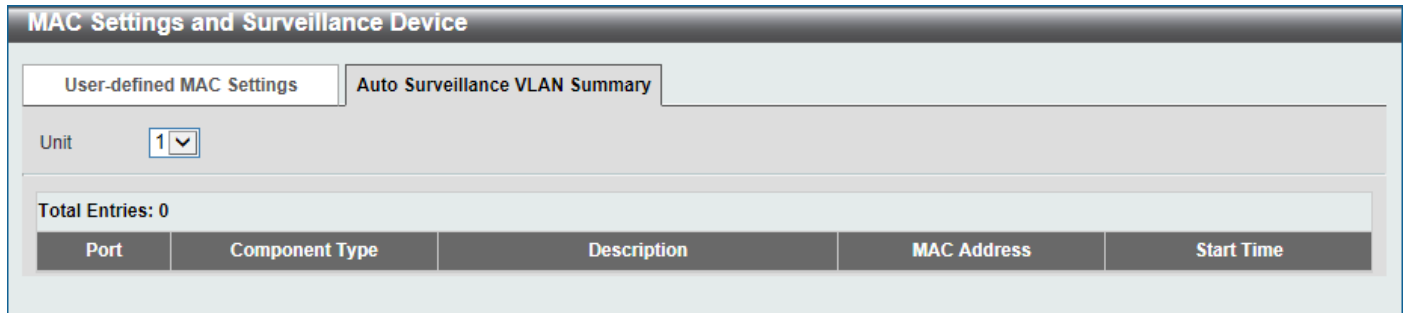 MAC Settings and Surveillance Device
User-defined MAC Settings Auto Surveillance VLAN Summary
Unit 1
Total Entries: 0
Port Component Type Description MAC Address Start Time